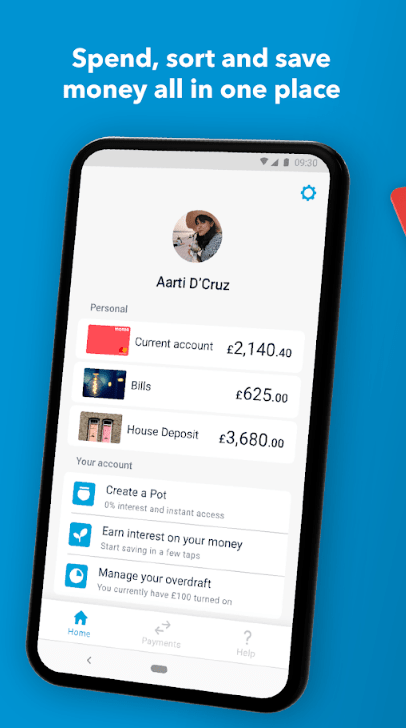 Spend, sort and save
money all in one place
09:30
Aarti D'Cruz
Personal
Current account £2,140.40
Bills £625.00
House Deposit £3,680.00
Your account
Create a Pot
0% interest and instant access
Earn interest on your money
Start saving in a few taps
Manage your overdraft
You currently have £100 turned on
Home Payments Help